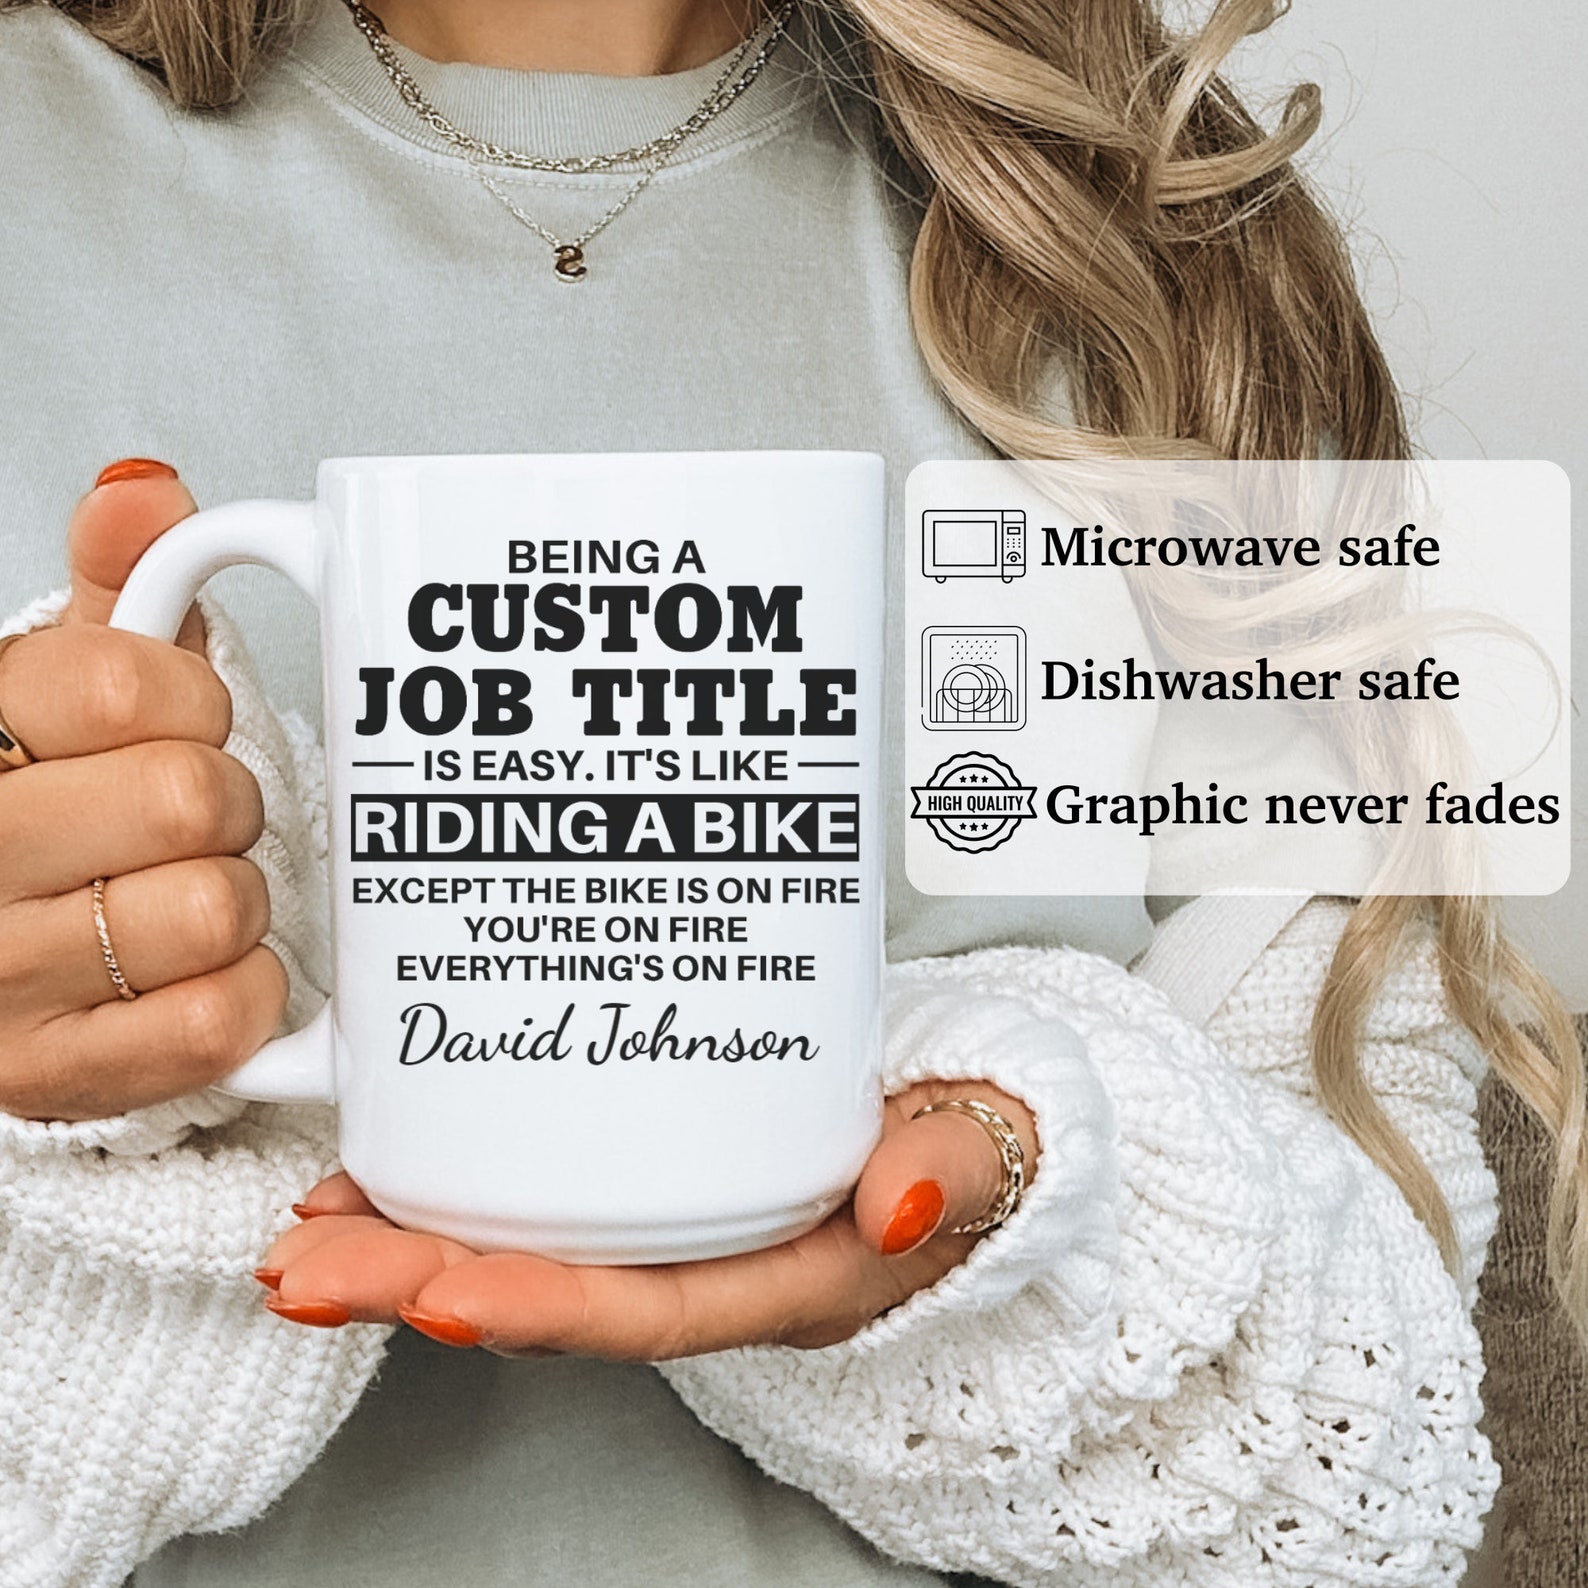 S
BEING A
CUSTOM
JOB TITLE
IS EASY. IT'S LIKE
RIDING A BIKE
EXCEPT THE BIKE IS ON FIRE
YOU'RE ON FIRE
EVERYTHING'S ON FIRE
David Johnson
Microwave safe
Dishwasher safe
HIGH QUALITY
Graphic never fades